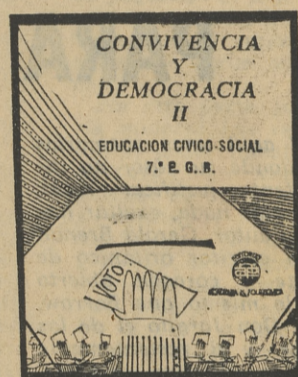 CONVIVENCIA
Y
DEMOCRACIA
II
EDUCACION CIVICO-SOCIAL
7.º E. G. B.
VOTO